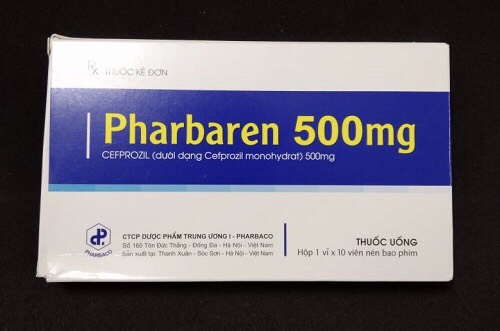 Rx THUỐC KÊ ĐƠN
Pharbaren 500mg
CEFPROZIL (dưới dạng Cefprozil monohydrat) 500mg
PHARBACO
CTCP DƯỢC PHẨM TRUNG ƯƠNG I - PHARBACO
Số 160 Tôn Đức Thắng - Đống Đa - Hà Nội - Việt Nam
Sản xuất tại: Thanh Xuân - Sóc Sơn - Hà Nội - Việt Nam
THUỐC UỐNG
Hộp 1 vỉ x 10 viên nén bao phim